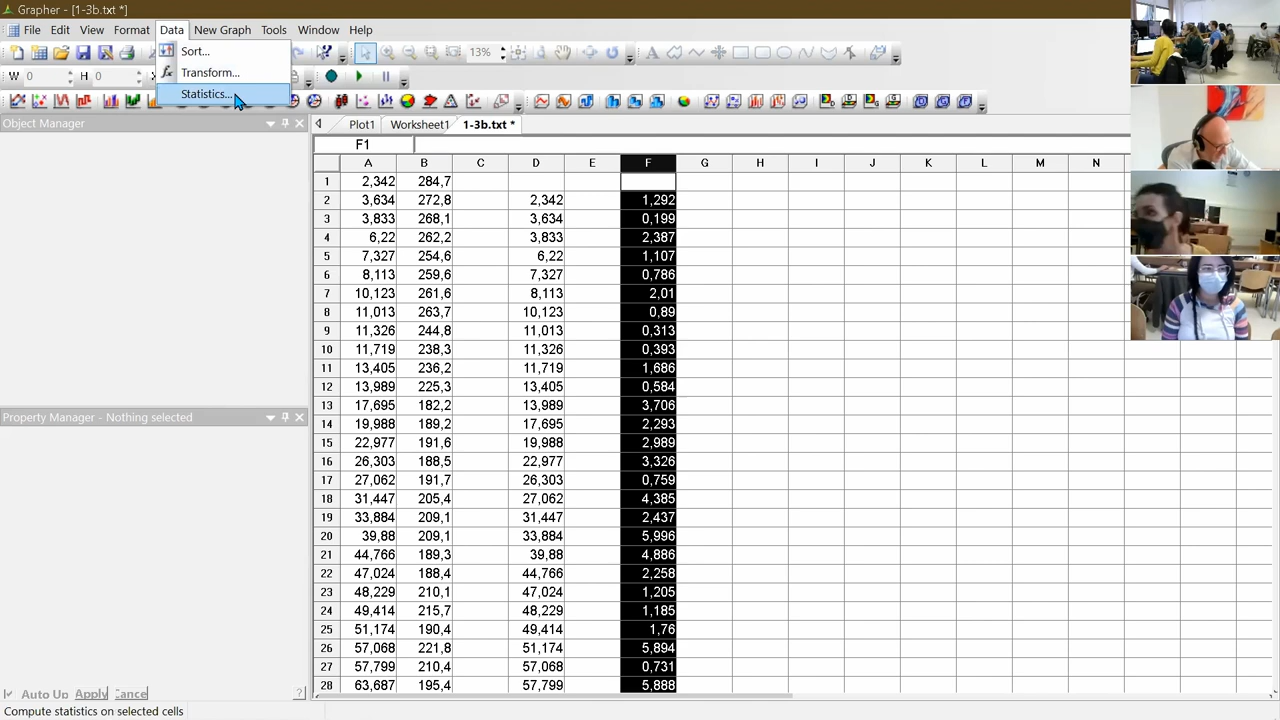 Grapher - [1-3b.txt *]
File Edit View Format Data New Graph Tools Window Help
Sort...
13%
Transform...
W 0 H 0
Statistics...
Object Manager
Plot1 Worksheet1 1-3b.txt *
F1
A B C D E F G H I J K L M N
1 2,342 284,7
2 3,634 272,8 2,342 1,292
3 3,833 268,1 3,634 0,199
4 6,22 262,2 3,833 2,387
5 7,327 254,6 6,22 1,107
6 8,113 259,6 7,327 0,786
7 10,123 261,6 8,113 2,01
8 11,013 263,7 10,123 0,89
9 11,326 244,8 11,013 0,313
10 11,719 238,3 11,326 0,393
11 13,405 236,2 11,719 1,686
12 13,989 225,3 13,405 0,584
13 17,695 182,2 13,989 3,706
14 19,988 189,2 17,695 2,293
15 22,977 191,6 19,988 2,989
16 26,303 188,5 22,977 3,326
17 27,062 191,7 26,303 0,759
18 31,447 205,4 27,062 4,385
19 33,884 209,1 31,447 2,437
20 39,88 209,1 33,884 5,996
21 44,766 189,3 39,88 4,886
22 47,024 188,4 44,766 2,258
23 48,229 210,1 47,024 1,205
24 49,414 215,7 48,229 1,185
25 51,174 190,4 49,414 1,76
26 57,068 221,8 51,174 5,894
27 57,799 210,4 57,068 0,731
28 63,687 195,4 57,799 5,888
Property Manager - Nothing selected
Auto Up Apply Cance
Compute statistics on selected cells